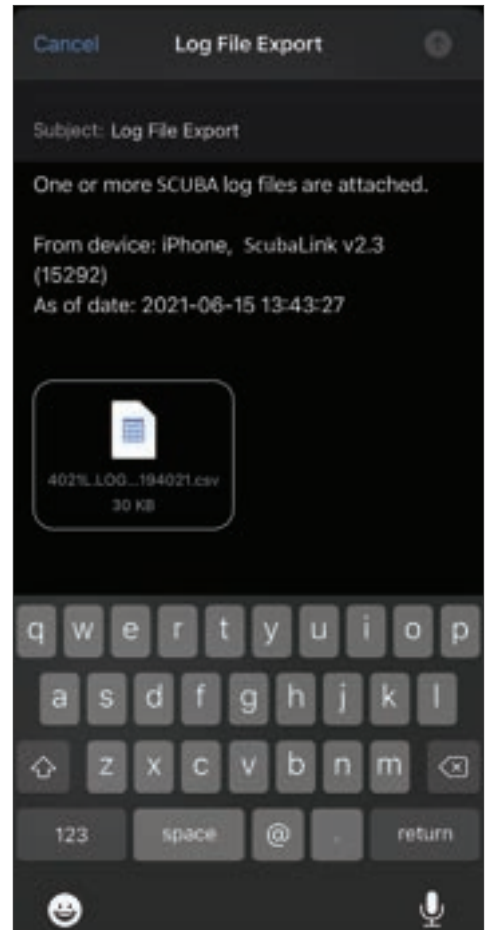 Cancel Log File Export
Subject: Log File Export
One or more SCUBA log files are attached.
From device: iPhone, ScubaLink v2.3
(15292)
As of date: 2021-06-15 13:43:27
4021L.LOG...194021.csv
30 KB
q w e r t y u i o p
a s d f g h j k l
z x c v b n m
123 space @ . return